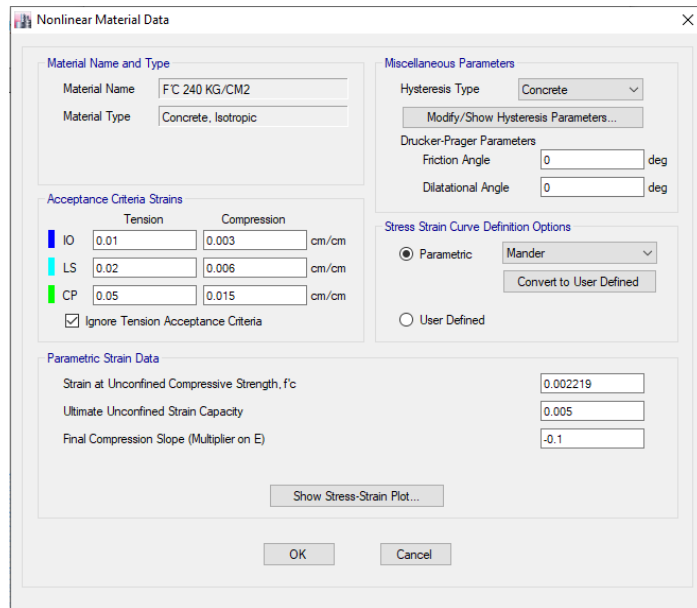 Nonlinear Material Data
Material Name and Type
Material Name F'C 240 KG/CM2
Material Type Concrete, Isotropic
Miscellaneous Parameters
Hysteresis Type Concrete
Modify/Show Hysteresis Parameters...
Drucker-Prager Parameters
Friction Angle 0 deg
Dilatational Angle 0 deg
Acceptance Criteria Strains
Tension Compression
IO 0.01 0.003 cm/cm
LS 0.02 0.006 cm/cm
CP 0.05 0.015 cm/cm
Ignore Tension Acceptance Criteria
Stress Strain Curve Definition Options
Parametric Mander
Convert to User Defined
User Defined
Parametric Strain Data
Strain at Unconfined Compressive Strength, f'c 0.002219
Ultimate Unconfined Strain Capacity 0.005
Final Compression Slope (Multiplier on E) -0.1
Show Stress-Strain Plot...
OK Cancel